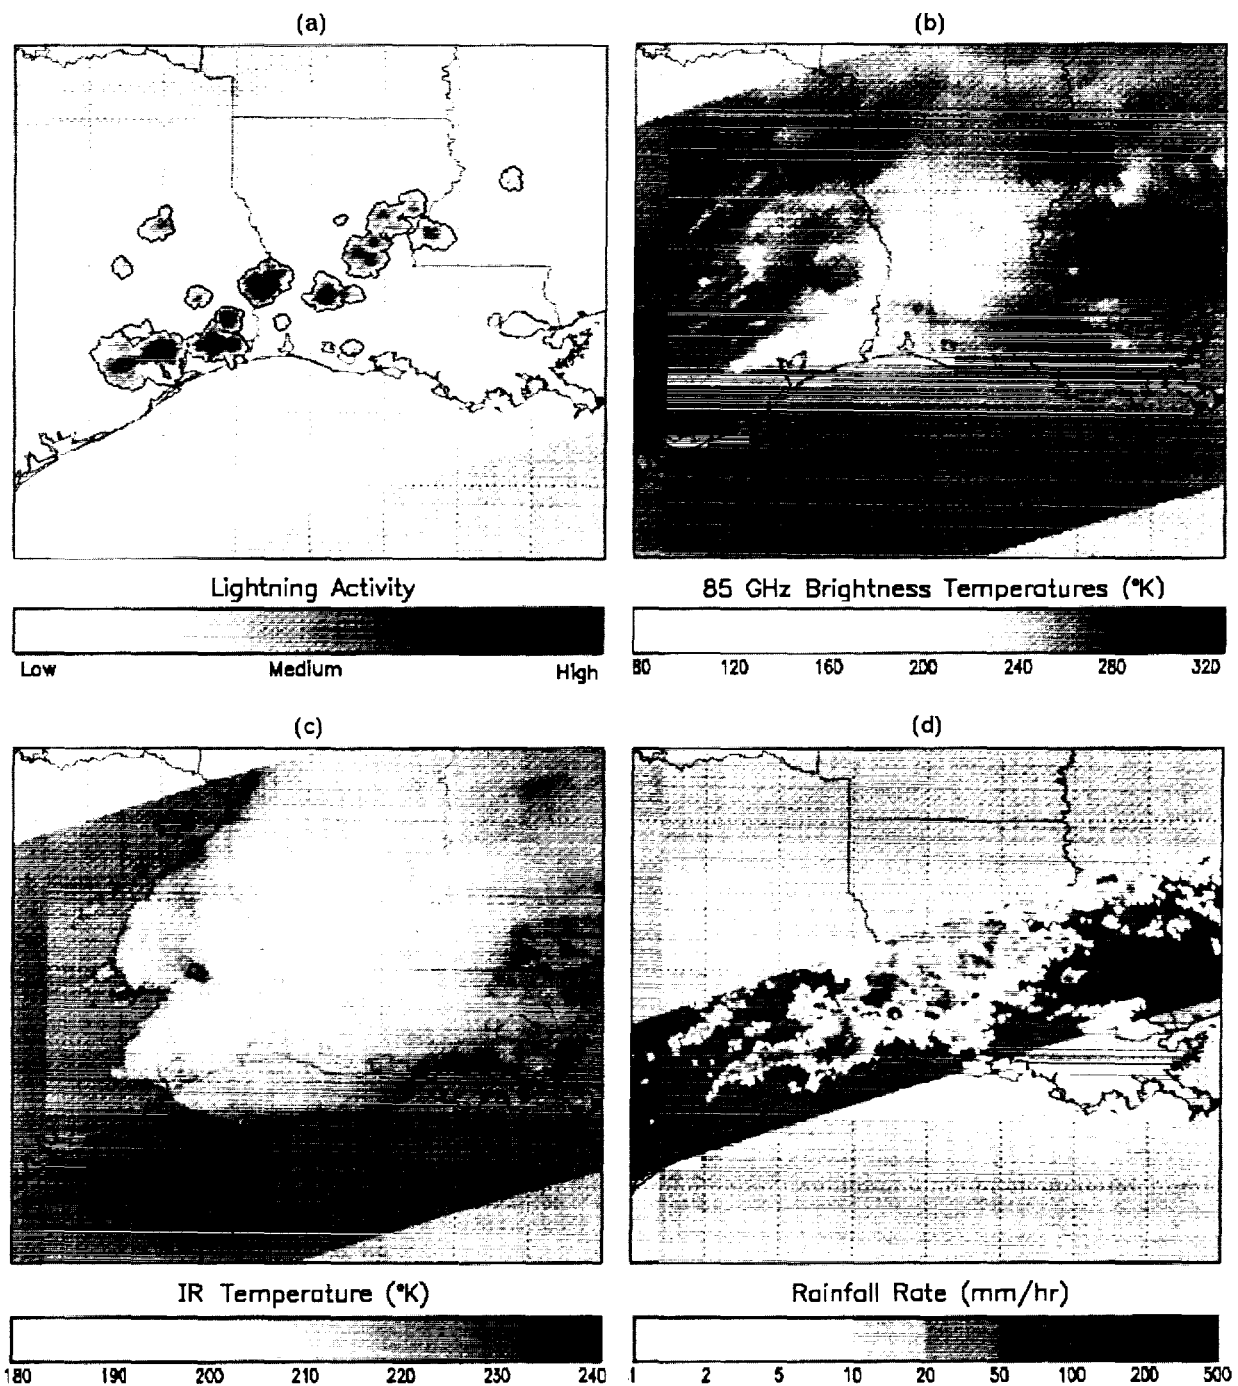 (a)
(b)
Lightning Activity
Low Medium High
85 GHz Brightness Temperatures (°K)
80 120 160 200 240 280 320
(c)
(d)
IR Temperature (°K)
180 190 200 210 220 230 240
Rainfall Rate (mm/hr)
1 2 5 10 20 50 100 200 500